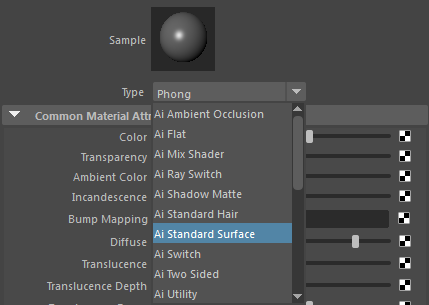 Sample
Type Phong
Common Material Attr
Ai Ambient Occlusion
Color Ai Flat
Transparency Ai Mix Shader
Ambient Color Ai Ray Switch
Incandescence Ai Shadow Matte
Bump Mapping Ai Standard Hair
Diffuse Ai Standard Surface
Translucence Ai Switch
Translucence Depth Ai Two Sided
Ai Utility